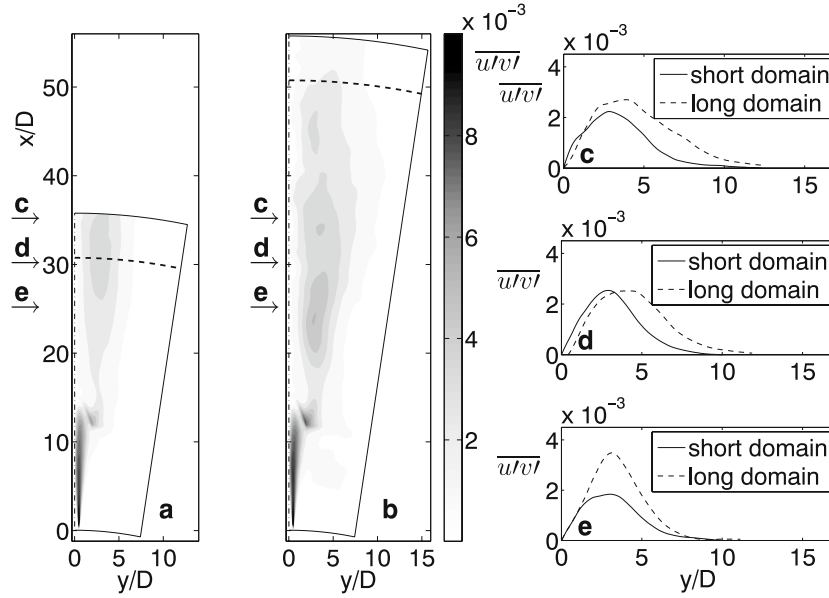 x/D
50
40
30
20
10
0
c
d
e
a
0 5 10
y/D
c
d
e
b
0 5 10 15
y/D
x 10⁻³
u'v'
8
6
4
2
x 10⁻³
u'v'
4
2
0
short domain
long domain
c
0 5 10 15
x 10⁻³
u'v'
4
2
0
short domain
long domain
d
0 5 10 15
x 10⁻³
u'v'
4
2
0
short domain
long domain
e
0 5 10 15
y/D